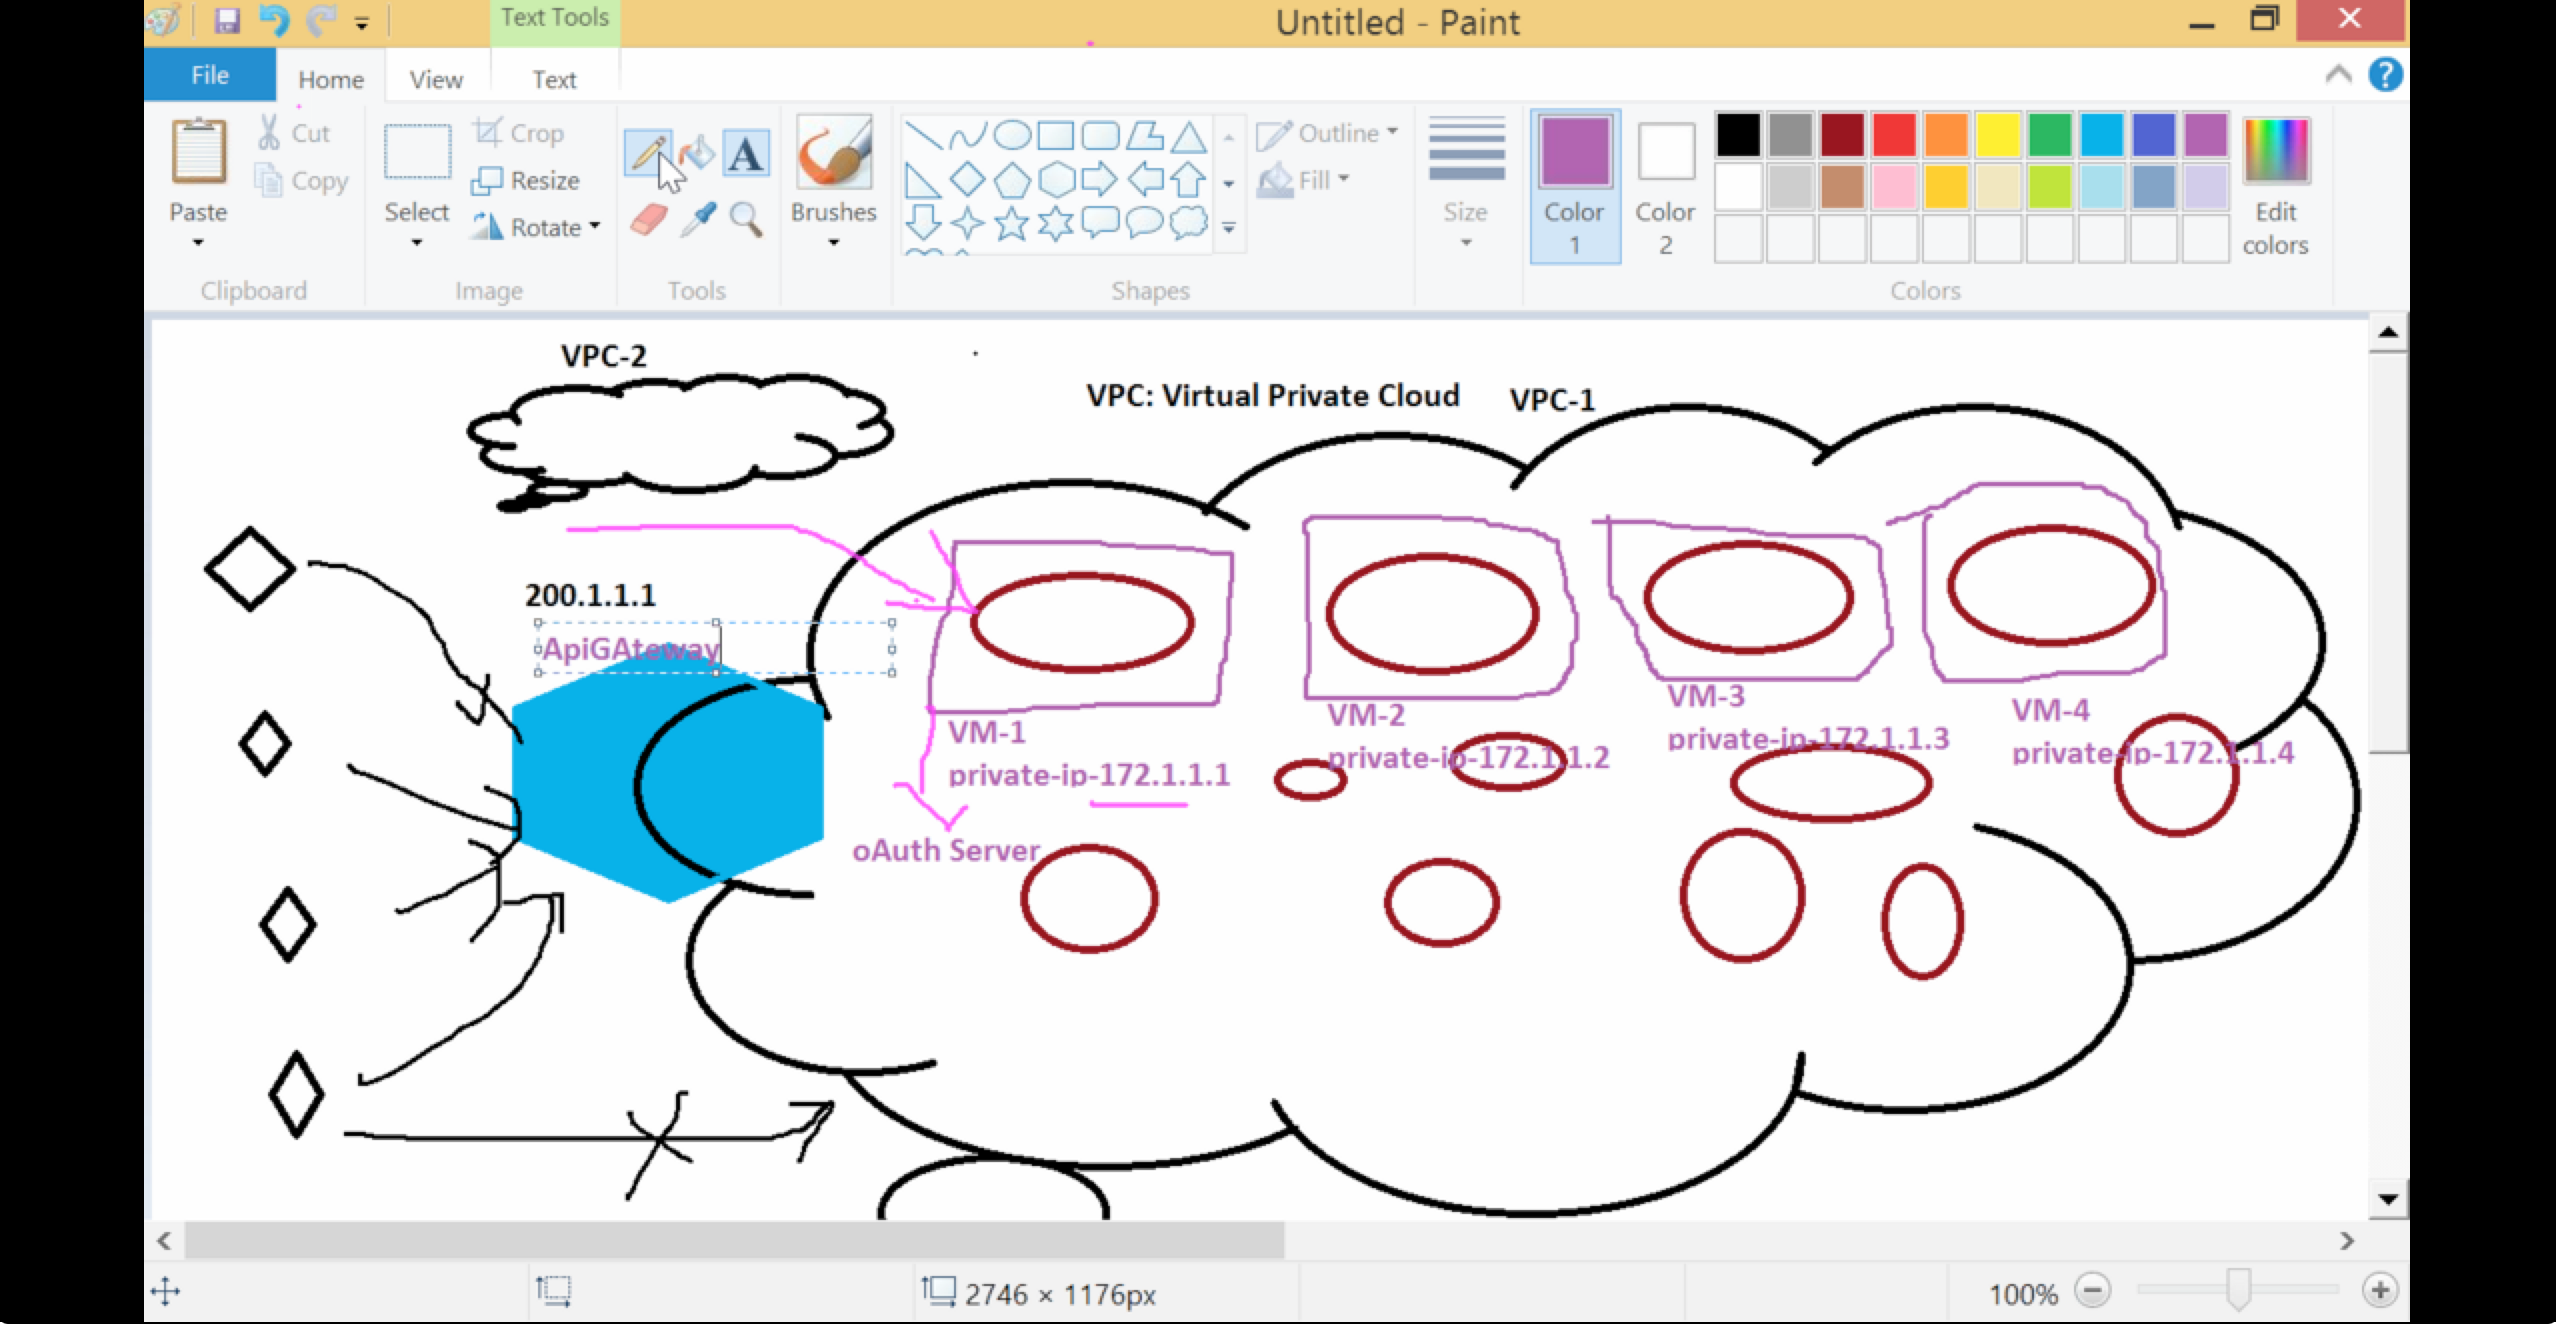 Text Tools
Untitled - Paint
File
Home
View
Text
Cut
Copy
Paste
Clipboard
Crop
Resize
Rotate
Select
Image
A
Tools
Brushes
Shapes
Outline
Fill
Size
Color
1
Color
2
Edit
colors
Colors
?
VPC-2
VPC: Virtual Private Cloud
VPC-1
200.1.1.1
ApiGAteway
VM-1
private-ip-172.1.1.1
oAuth Server
VM-2
private-ip-172.1.1.2
VM-3
private-ip-172.1.1.3
VM-4
private-ip-172.1.1.4
2746 × 1176px
100%